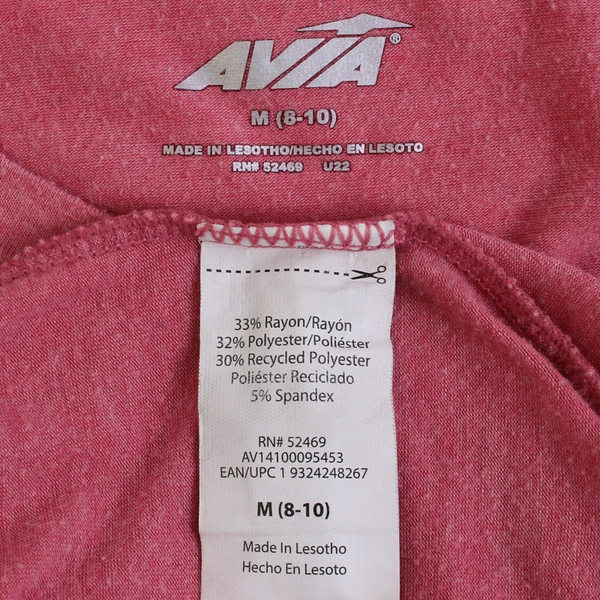 AVIA®
M (8-10)
MADE IN LESOTHO/HECHO EN LESOTO
RN# 52469 U22
33% Rayon/Rayón
32% Polyester/Poliéster
30% Recycled Polyester
Poliéster Reciclado
5% Spandex
RN# 52469
AV14100095453
EAN/UPC 1 9324248267
M (8-10)
Made In Lesotho
Hecho En Lesoto